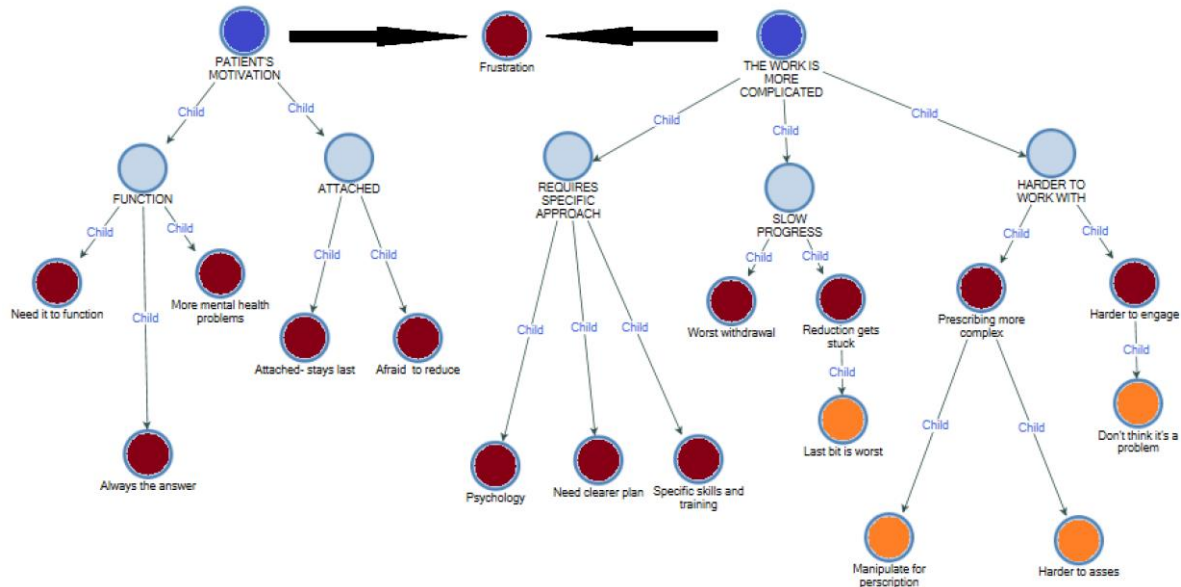 Frustration
PATIENT'S
MOTIVATION
THE WORK IS
MORE
COMPLICATED
Child
Child
Child
Child
Child
FUNCTION
ATTACHED
REQUIRES
SPECIFIC
APPROACH
SLOW
PROGRESS
HARDER TO
WORK WITH
Child
Child
Child
Child
Child
Child
Child
Child
Child
Need it to function
More mental health
problems
Worst withdrawal
Reduction gets
stuck
Prescribing more
complex
Harder to engage
Child
Child
Child
Child
Child
Child
Attached- stays last
Afraid  to reduce
Always the answer
Last bit is worst
Don't think it's a
problem
Child
Child
Psychology
Need clearer plan
Specific skills and
training
Manipulate for
perscription
Harder to asses